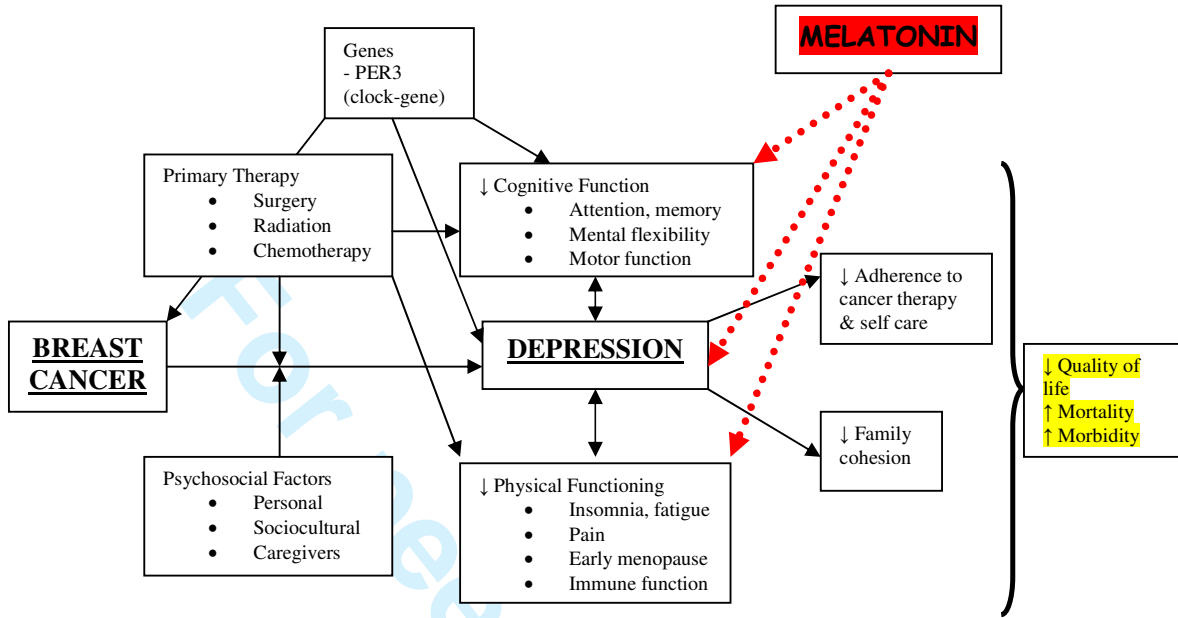 MELATONIN
Genes
- PER3
(clock-gene)
Primary Therapy
• Surgery
• Radiation
• Chemotherapy
↓ Cognitive Function
• Attention, memory
• Mental flexibility
• Motor function
↓ Adherence to
cancer therapy
& self care
BREAST
CANCER
DEPRESSION
↓ Quality of
life
↑ Mortality
↑ Morbidity
↓ Family
cohesion
Psychosocial Factors
• Personal
• Sociocultural
• Caregivers
↓ Physical Functioning
• Insomnia, fatigue
• Pain
• Early menopause
• Immune function
For